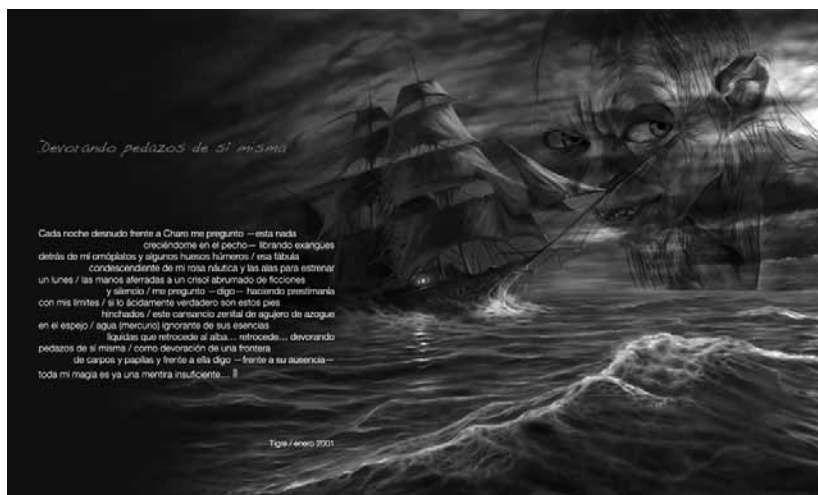 Devorando pedazos de sí misma
Cada noche desnudo frente a Charo me pregunto —esta nada
creciéndome en el pecho— librando exangües
detrás de mí omóplatos y algunos huesos húmeros / esa fábula
condescendiente de mi rosa náutica y las alas para estrenar
un lunes / las manos aferradas a un crisol abrumado de ficciones
y silencio / me pregunto —digo— haciendo prestimanía
con mis límites / si lo ácidamente verdadero son estos pies
hinchados / este cansancio zenital de agujero de azogue
en el espejo / agua (mercurio) ignorante de sus esencias
líquidas que retrocede al alba... retrocede... devorando
pedazos de sí misma / como devoración de una frontera
de carpos y papilas y frente a ella digo —frente a su ausencia—
toda mi magia es ya una mentira insuficiente...
Tigre / enero 2001